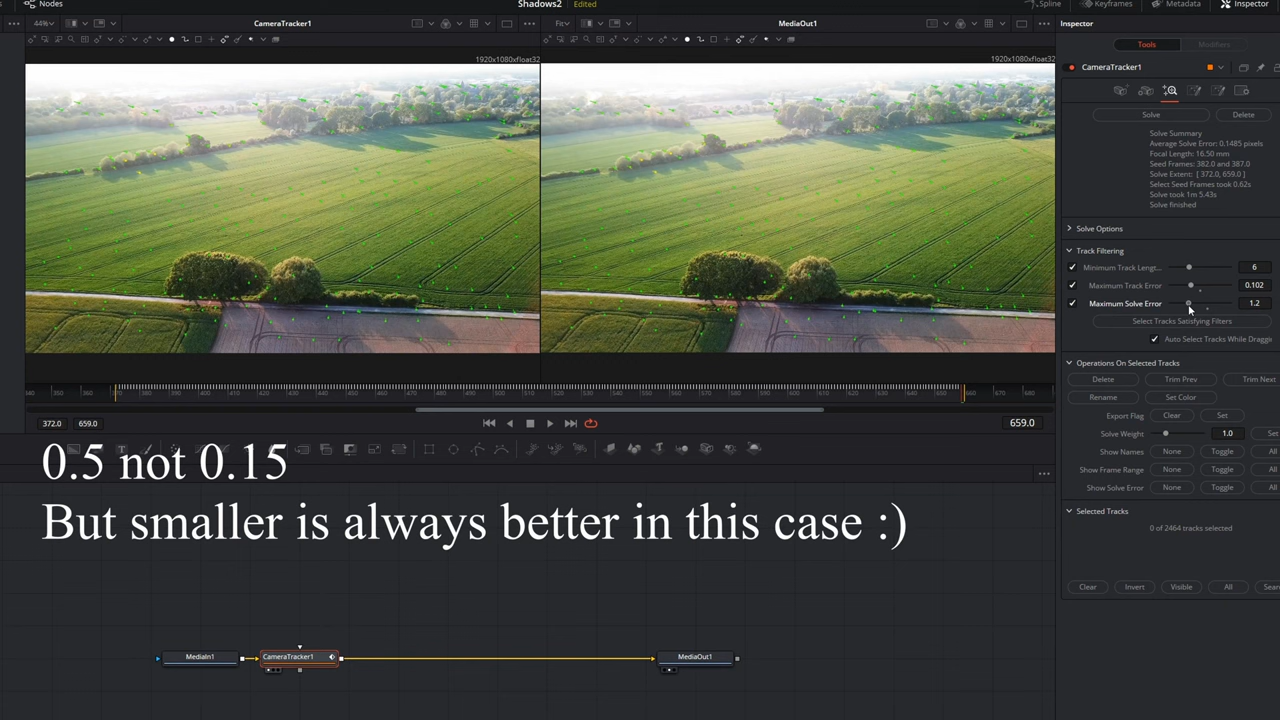 Nodes
Shadows2
Edited
Spline
Keyframes
Metadata
Inspector
44%
CameraTracker1
Fit
MediaOut1
Inspector
1920x1080xfloat32
1920x1080xfloat32
Tools
Modifiers
CameraTracker1
Solve
Delete
Solve Summary
Average Solve Error: 0.1485 pixels
Focal Length: 16.50 mm
Seed Frames: 382.0 and 387.0
Solve Extent: [ 372.0, 659.0 ]
Select Seed Frames took 0.62s
Solve took 1m 5.43s
Solve finished
Solve Options
Track Filtering
Minimum Track Lengt...
6
Maximum Track Error
0.102
Maximum Solve Error
1.2
Select Tracks Satisfying Filters
Auto Select Tracks While Draggi
Operations On Selected Tracks
Delete
Trim Prev
Trim Next
Rename
Set Color
Export Flag
Clear
Set
Solve Weight
1.0
Set
Show Names
None
Toggle
All
Show Frame Range
None
Toggle
All
Show Solve Error
None
Toggle
All
Selected Tracks
0 of 2464 tracks selected
Clear
Invert
Visible
All
Sear
372.0
659.0
659.0
0.5 not 0.15
But smaller is always better in this case :)
MediaIn1
CameraTracker1
MediaOut1